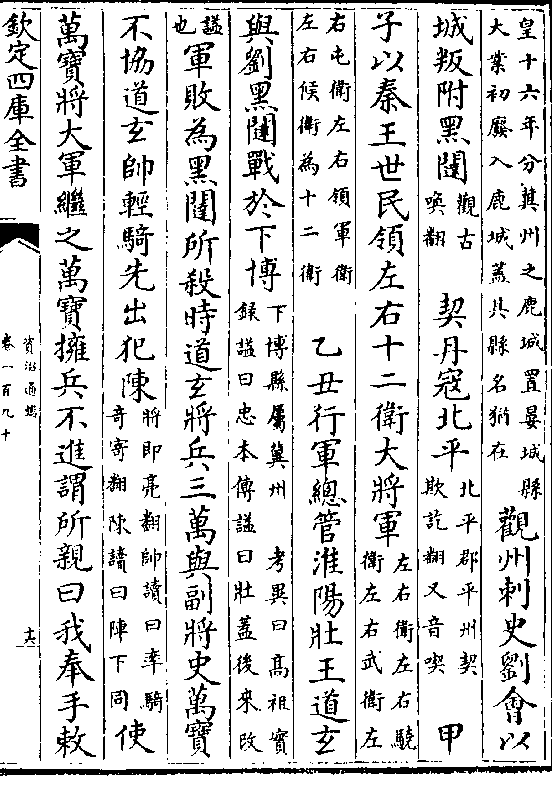 皇十六年分冀州之鹿城置晏城縣
大業初廢入鹿城蓋其縣名猶在
觀州刺史劉會以
城叛附黑闥
觀古
喚翻
契丹寇北平
北平郡平州契
欺訖翻又音喫
甲
子以秦王世民領左右十二衛大將軍
左右衛左右驍
衛左右武衛左
右屯衛左右領軍衛
左右候衛為十二衛
乙丑行軍總管淮陽壯王道玄
與劉黑闥戰於下博
下博縣屬冀州 考異曰高祖實
録諡曰忠本傳諡曰壯蓋後來改
諡
也
軍敗為黑闥所殺時道玄將兵三萬與副將史萬寶
不協道玄帥輕騎先出犯陳
將即亮翻帥讀曰率騎
奇寄翻陳讀曰陣下同
使
萬寶將大軍繼之萬寶擁兵不進謂所親曰我奉手敕
欽定四庫全書
資治通鑑
卷一百九十
十六